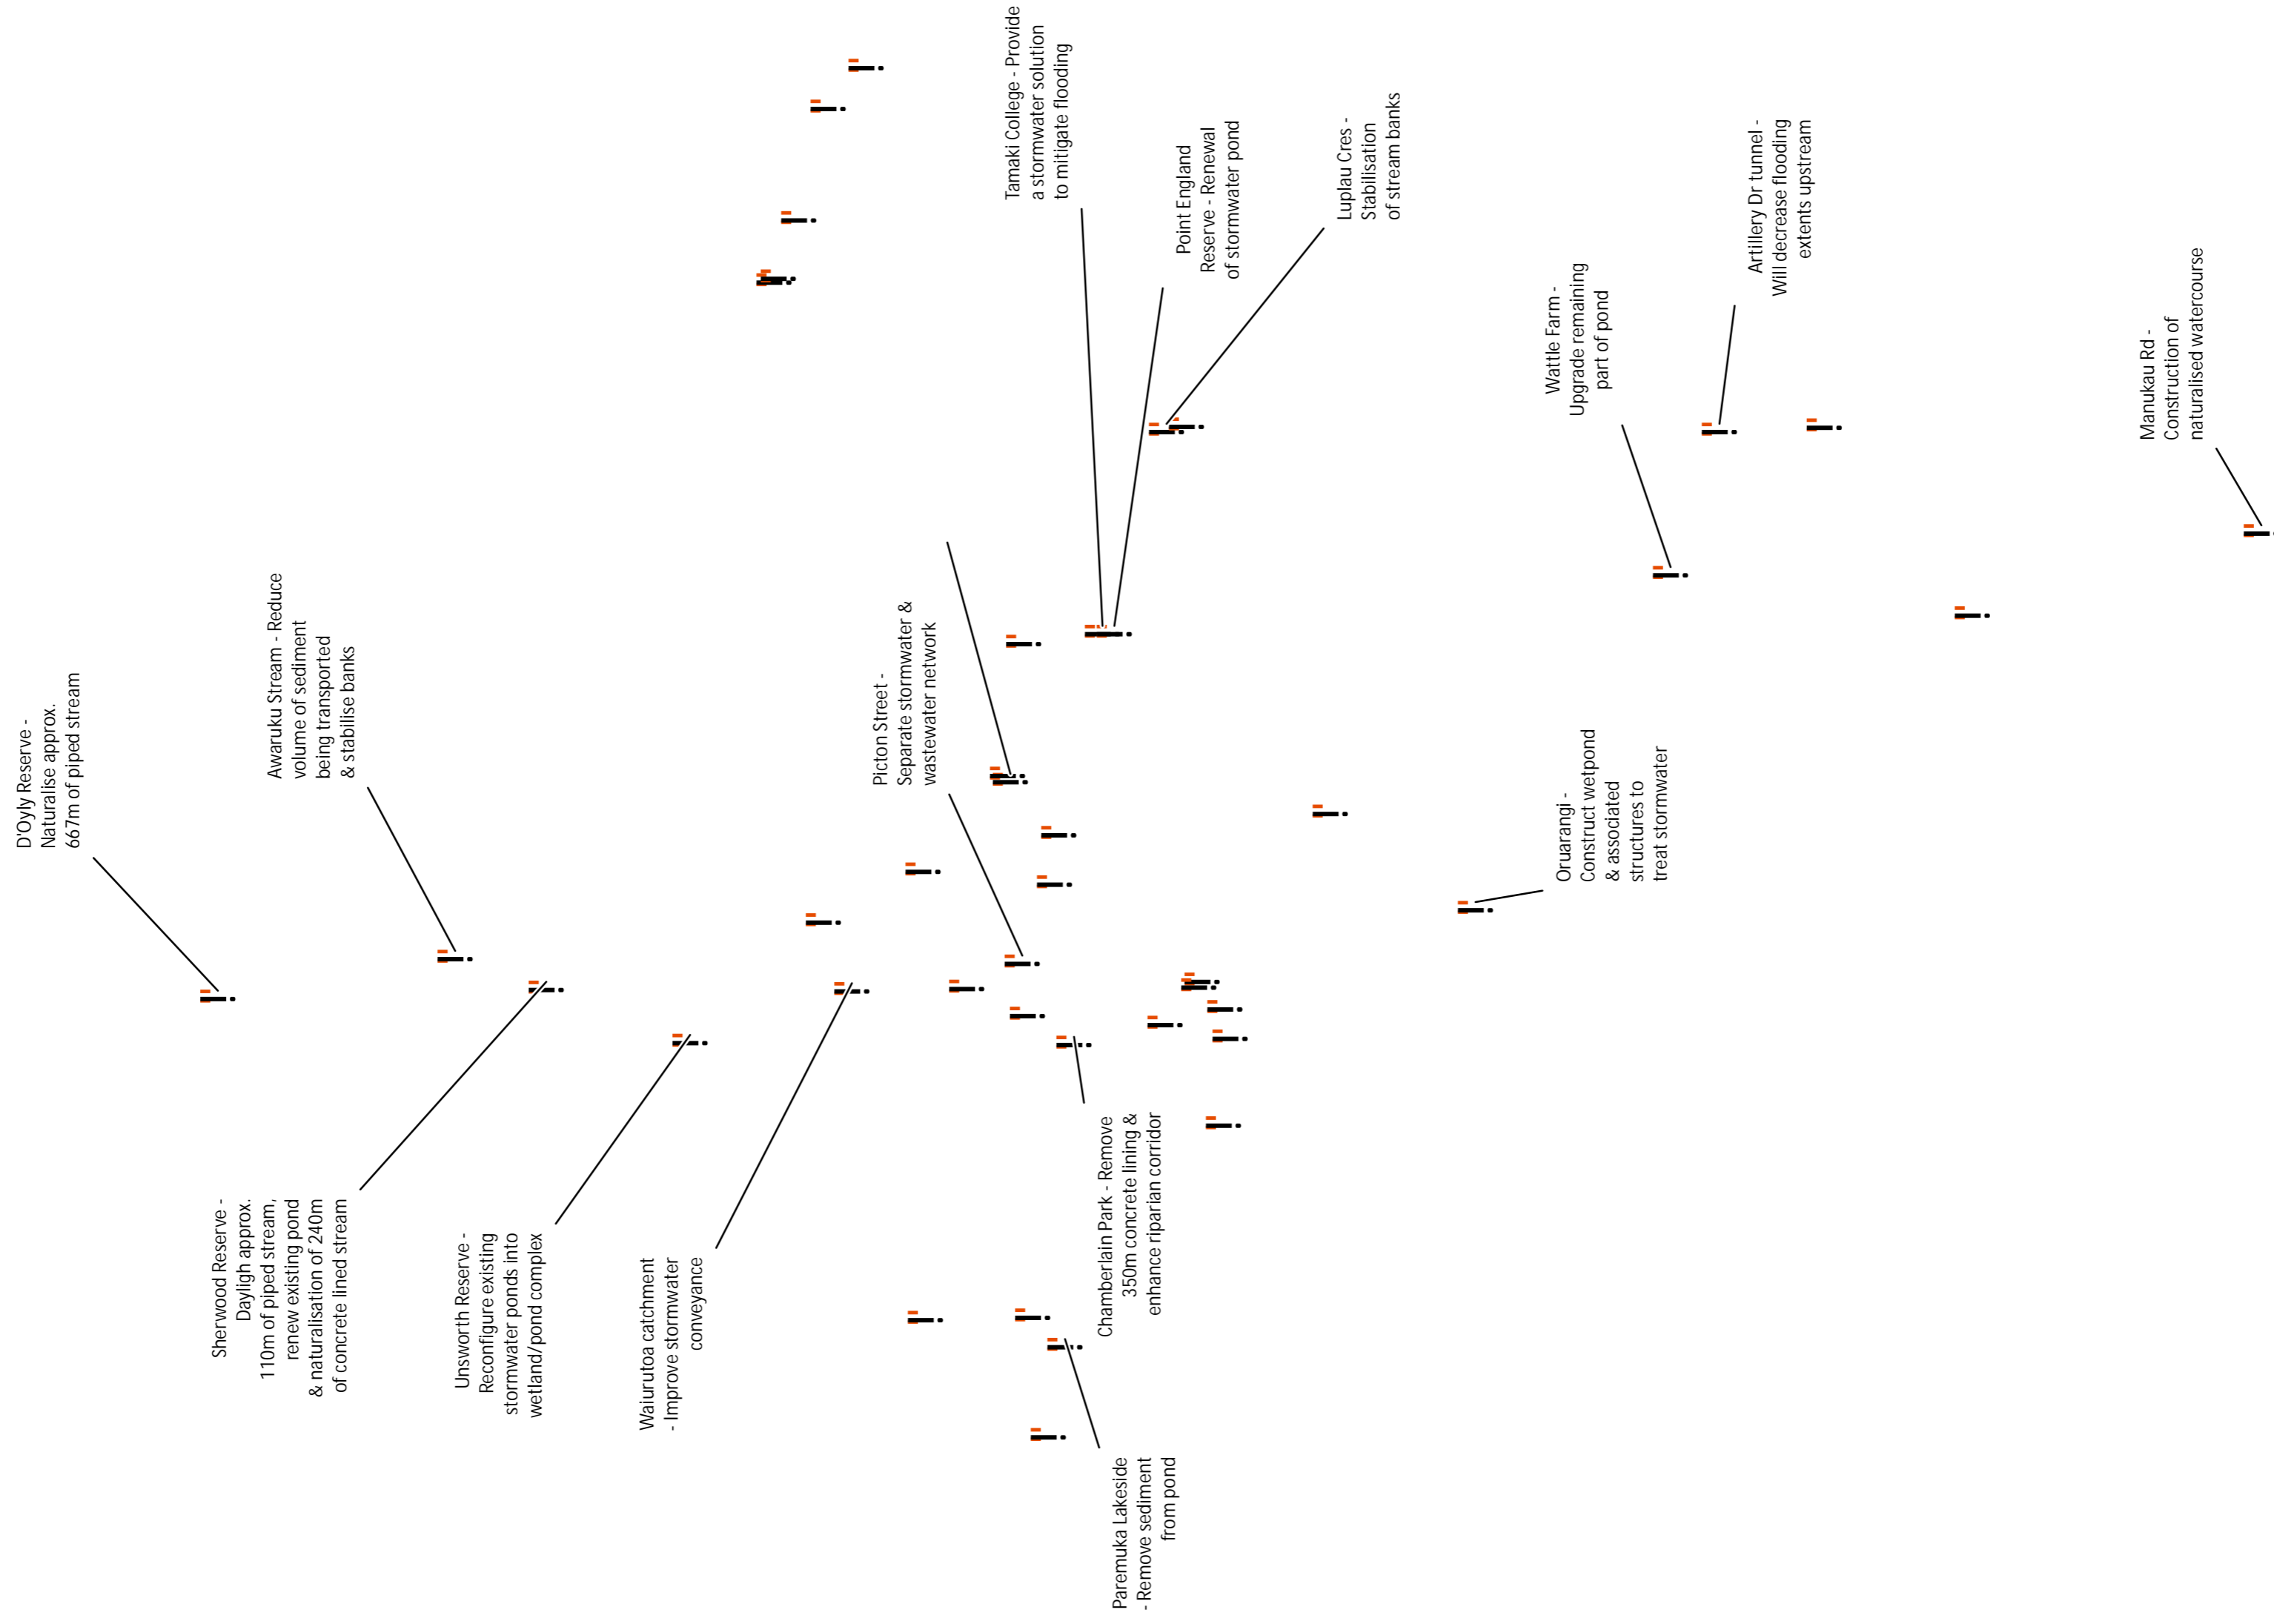 D'Oyly Reserve -
Naturalise approx.
667m of piped stream
Awaruku Stream - Reduce
volume of sediment
being transported
& stabilise banks
Sherwood Reserve -
Dayligh approx.
110m of piped stream,
renew existing pond
& naturalisation of 240m
of concrete lined stream
Unsworth Reserve -
Reconfigure existing
stormwater ponds into
wetland/pond complex
Waiurutoa catchment
- Improve stormwater
conveyance
Picton Street -
Separate stormwater &
wastewater network
Tamaki College - Provide
a stormwater solution
to mitigate flooding
Point England
Reserve - Renewal
of stormwater pond
Luplau Cres -
Stabilisation
of stream banks
Chamberlain Park - Remove
350m concrete lining &
enhance riparian corridor
Paremuka Lakeside
- Remove sediment
from pond
Oruarangi -
Construct wetpond
& associated
structures to
treat stormwater
Wattle Farm -
Upgrade remaining
part of pond
Artillery Dr tunnel -
Will decrease flooding
extents upstream
Manukau Rd -
Construction of
naturalised watercourse